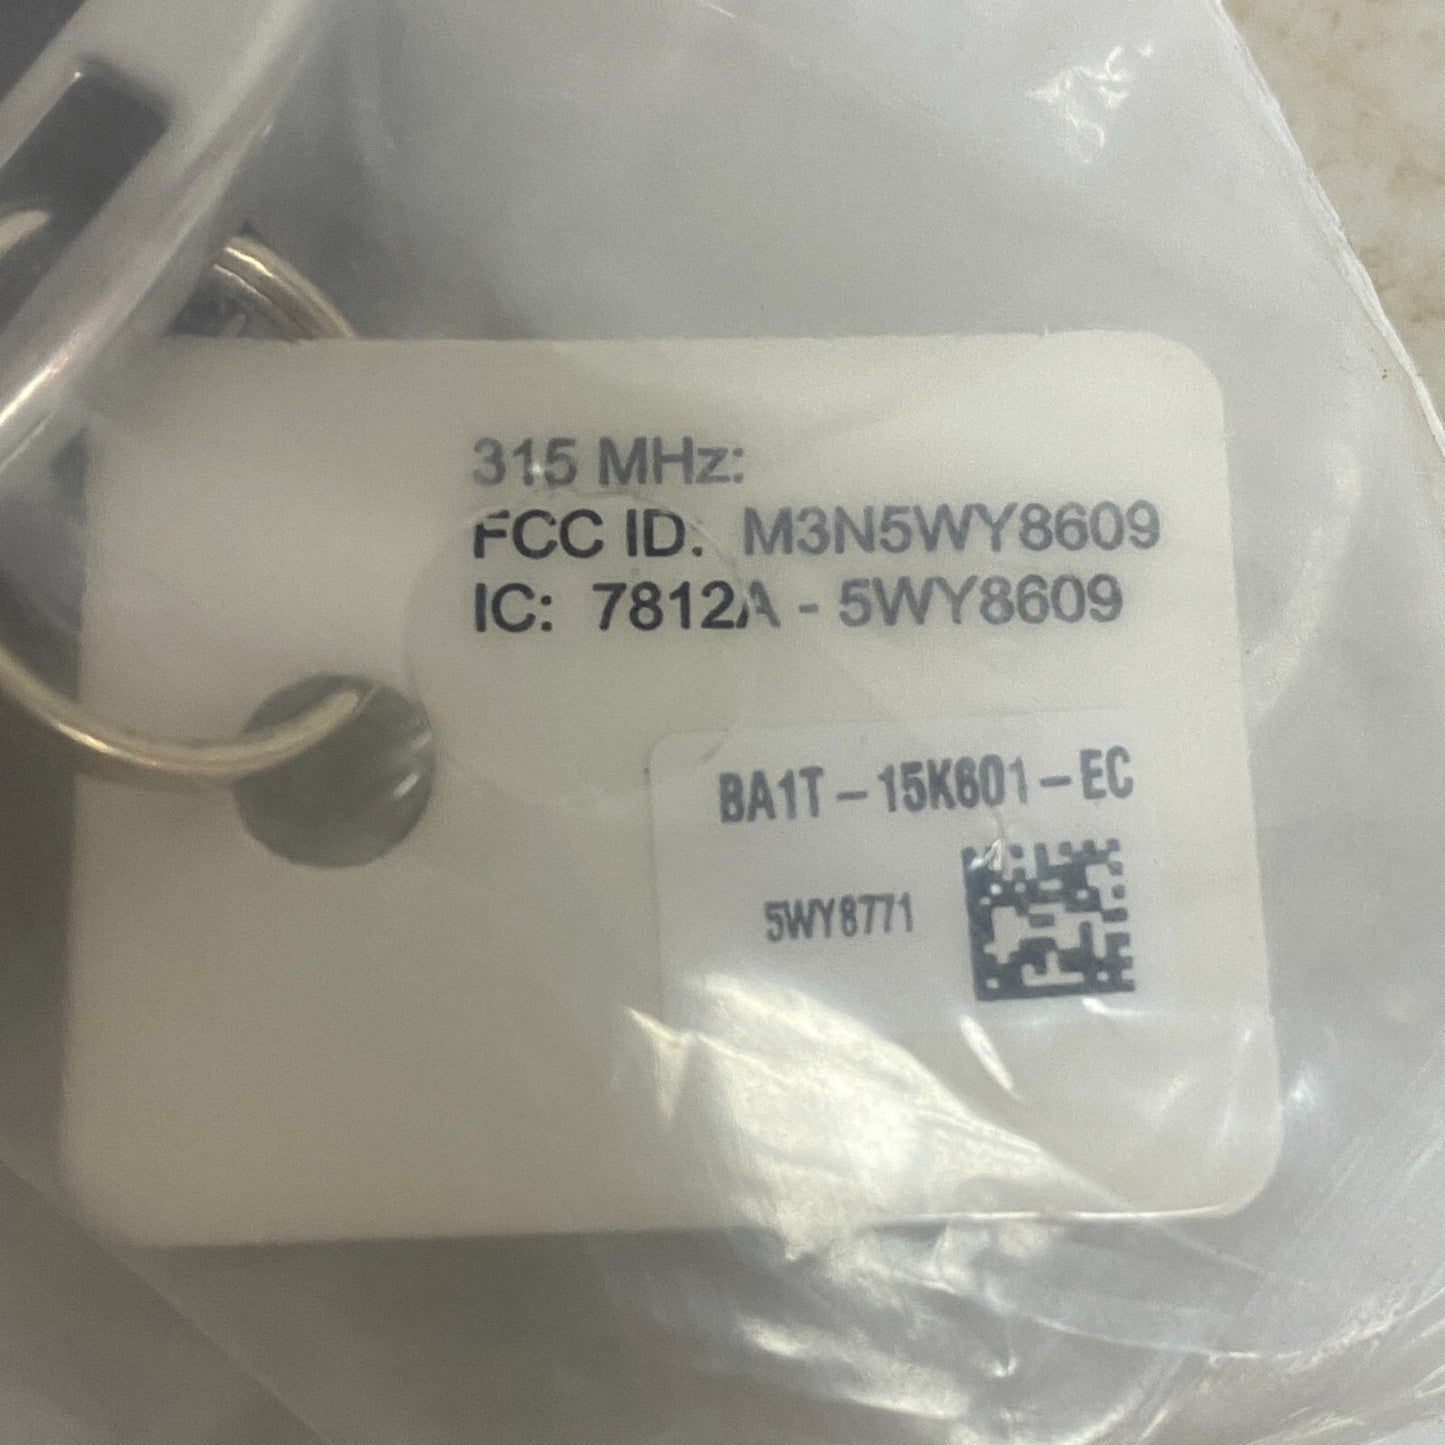 315 MHz:
FCC ID: M3N5WY8609
IC: 7812A - 5WY8609
BA1T - 15K601 - EC
5WY8771